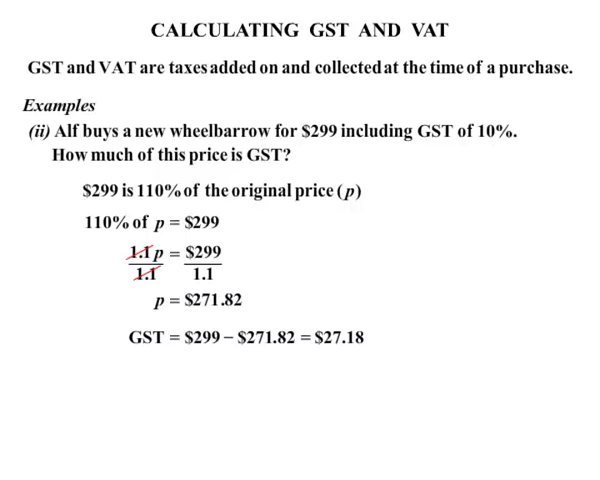 CALCULATING GST AND VAT
GST and VAT are taxes added on and collected at the time of a purchase.
Examples
(ii) Alf buys a new wheelbarrow for $299 including GST of 10%.
How much of this price is GST?
$299 is 110% of the original price (p)
110% of p = $299
1.1p = $299
1.1 1.1
p = $271.82
GST = $299 – $271.82 = $27.18